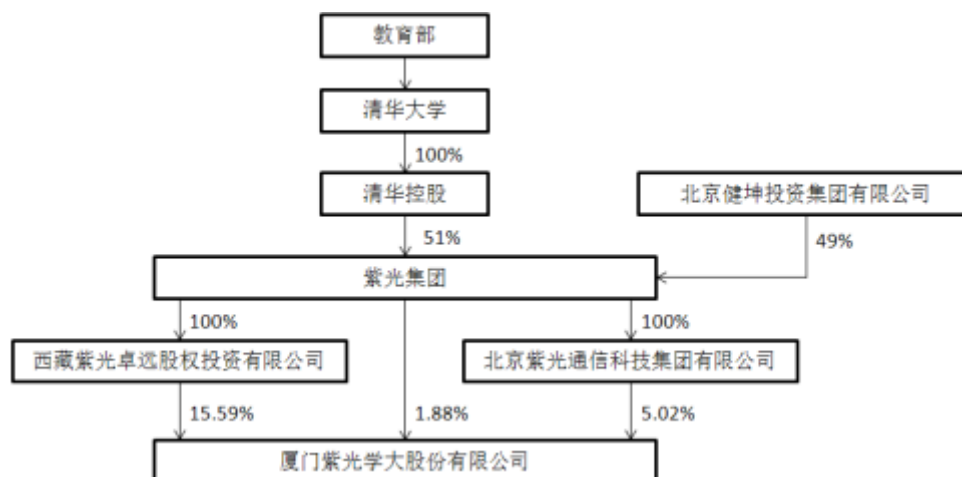 教育部
清华大学
100%
清华控股
北京健坤投资集团有限公司
51%
49%
紫光集团
100%
100%
西藏紫光卓远股权投资有限公司
北京紫光通信科技集团有限公司
15.59%
1.88%
5.02%
厦门紫光学大股份有限公司